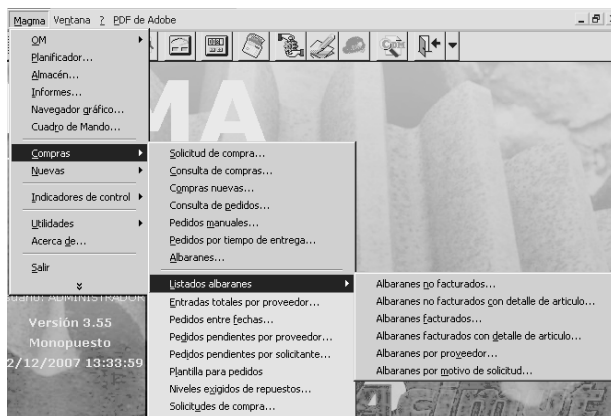 Magma Ventana ? PDF de Adobe
OM
Planificador...
Almacén...
Informes...
Navegador gráfico...
Cuadro de Mando...
Compras
Nuevas
Indicadores de control
Utilidades
Acerca de...
Salir
Solicitud de compra...
Consulta de compras...
Compras nuevas...
Consulta de pedidos...
Pedidos manuales...
Pedidos por tiempo de entrega...
Albaranes...
Listados albaranes
Entradas totales por proveedor...
Pedidos entre fechas...
Pedidos pendientes por proveedor...
Pedidos pendientes por solicitante...
Plantilla para pedidos
Niveles exigidos de repuestos...
Solicitudes de compra...
Albaranes no facturados...
Albaranes no facturados con detalle de articulo...
Albaranes facturados...
Albaranes facturados con detalle de articulo...
Albaranes por proveedor...
Albaranes por motivo de solicitud...
MA
ADMINISTRADOR
Versión 3.55
Monopuesto
2/12/2007 13:33:59